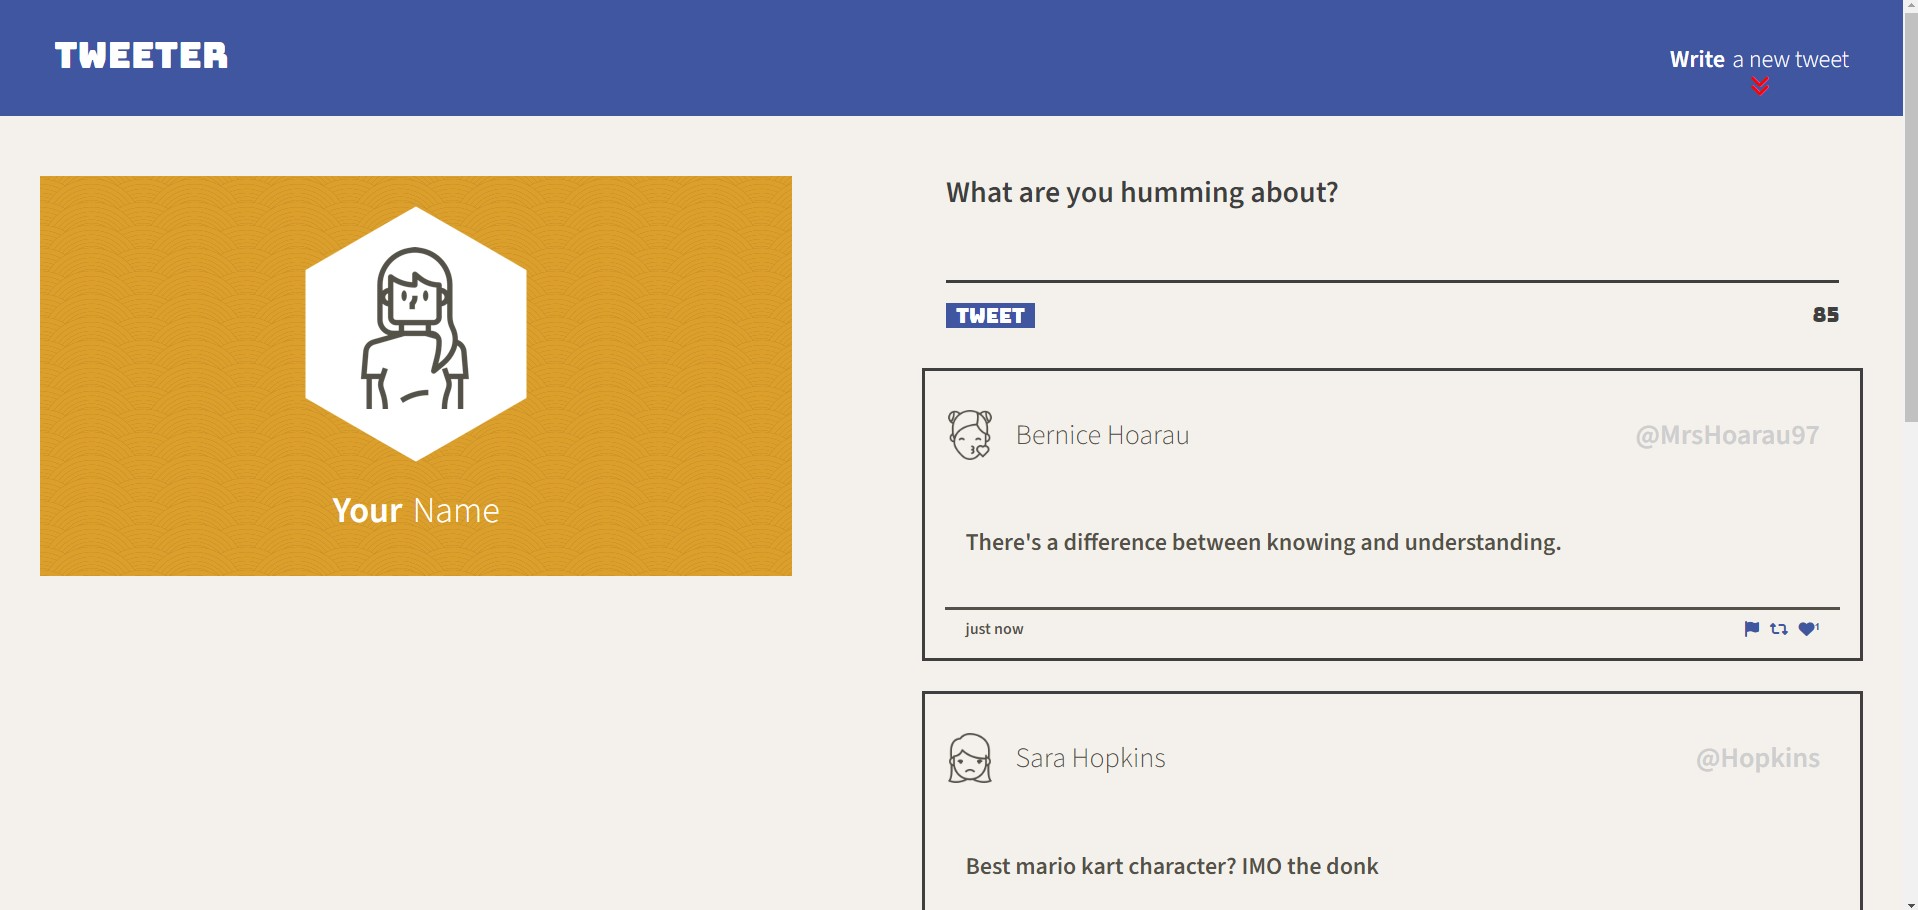 TWEETER
Write a new tweet
Your Name
What are you humming about?
TWEET
85
Bernice Hoarau
@MrsHoarau97
There's a difference between knowing and understanding.
just now
1
Sara Hopkins
@Hopkins
Best mario kart character? IMO the donk